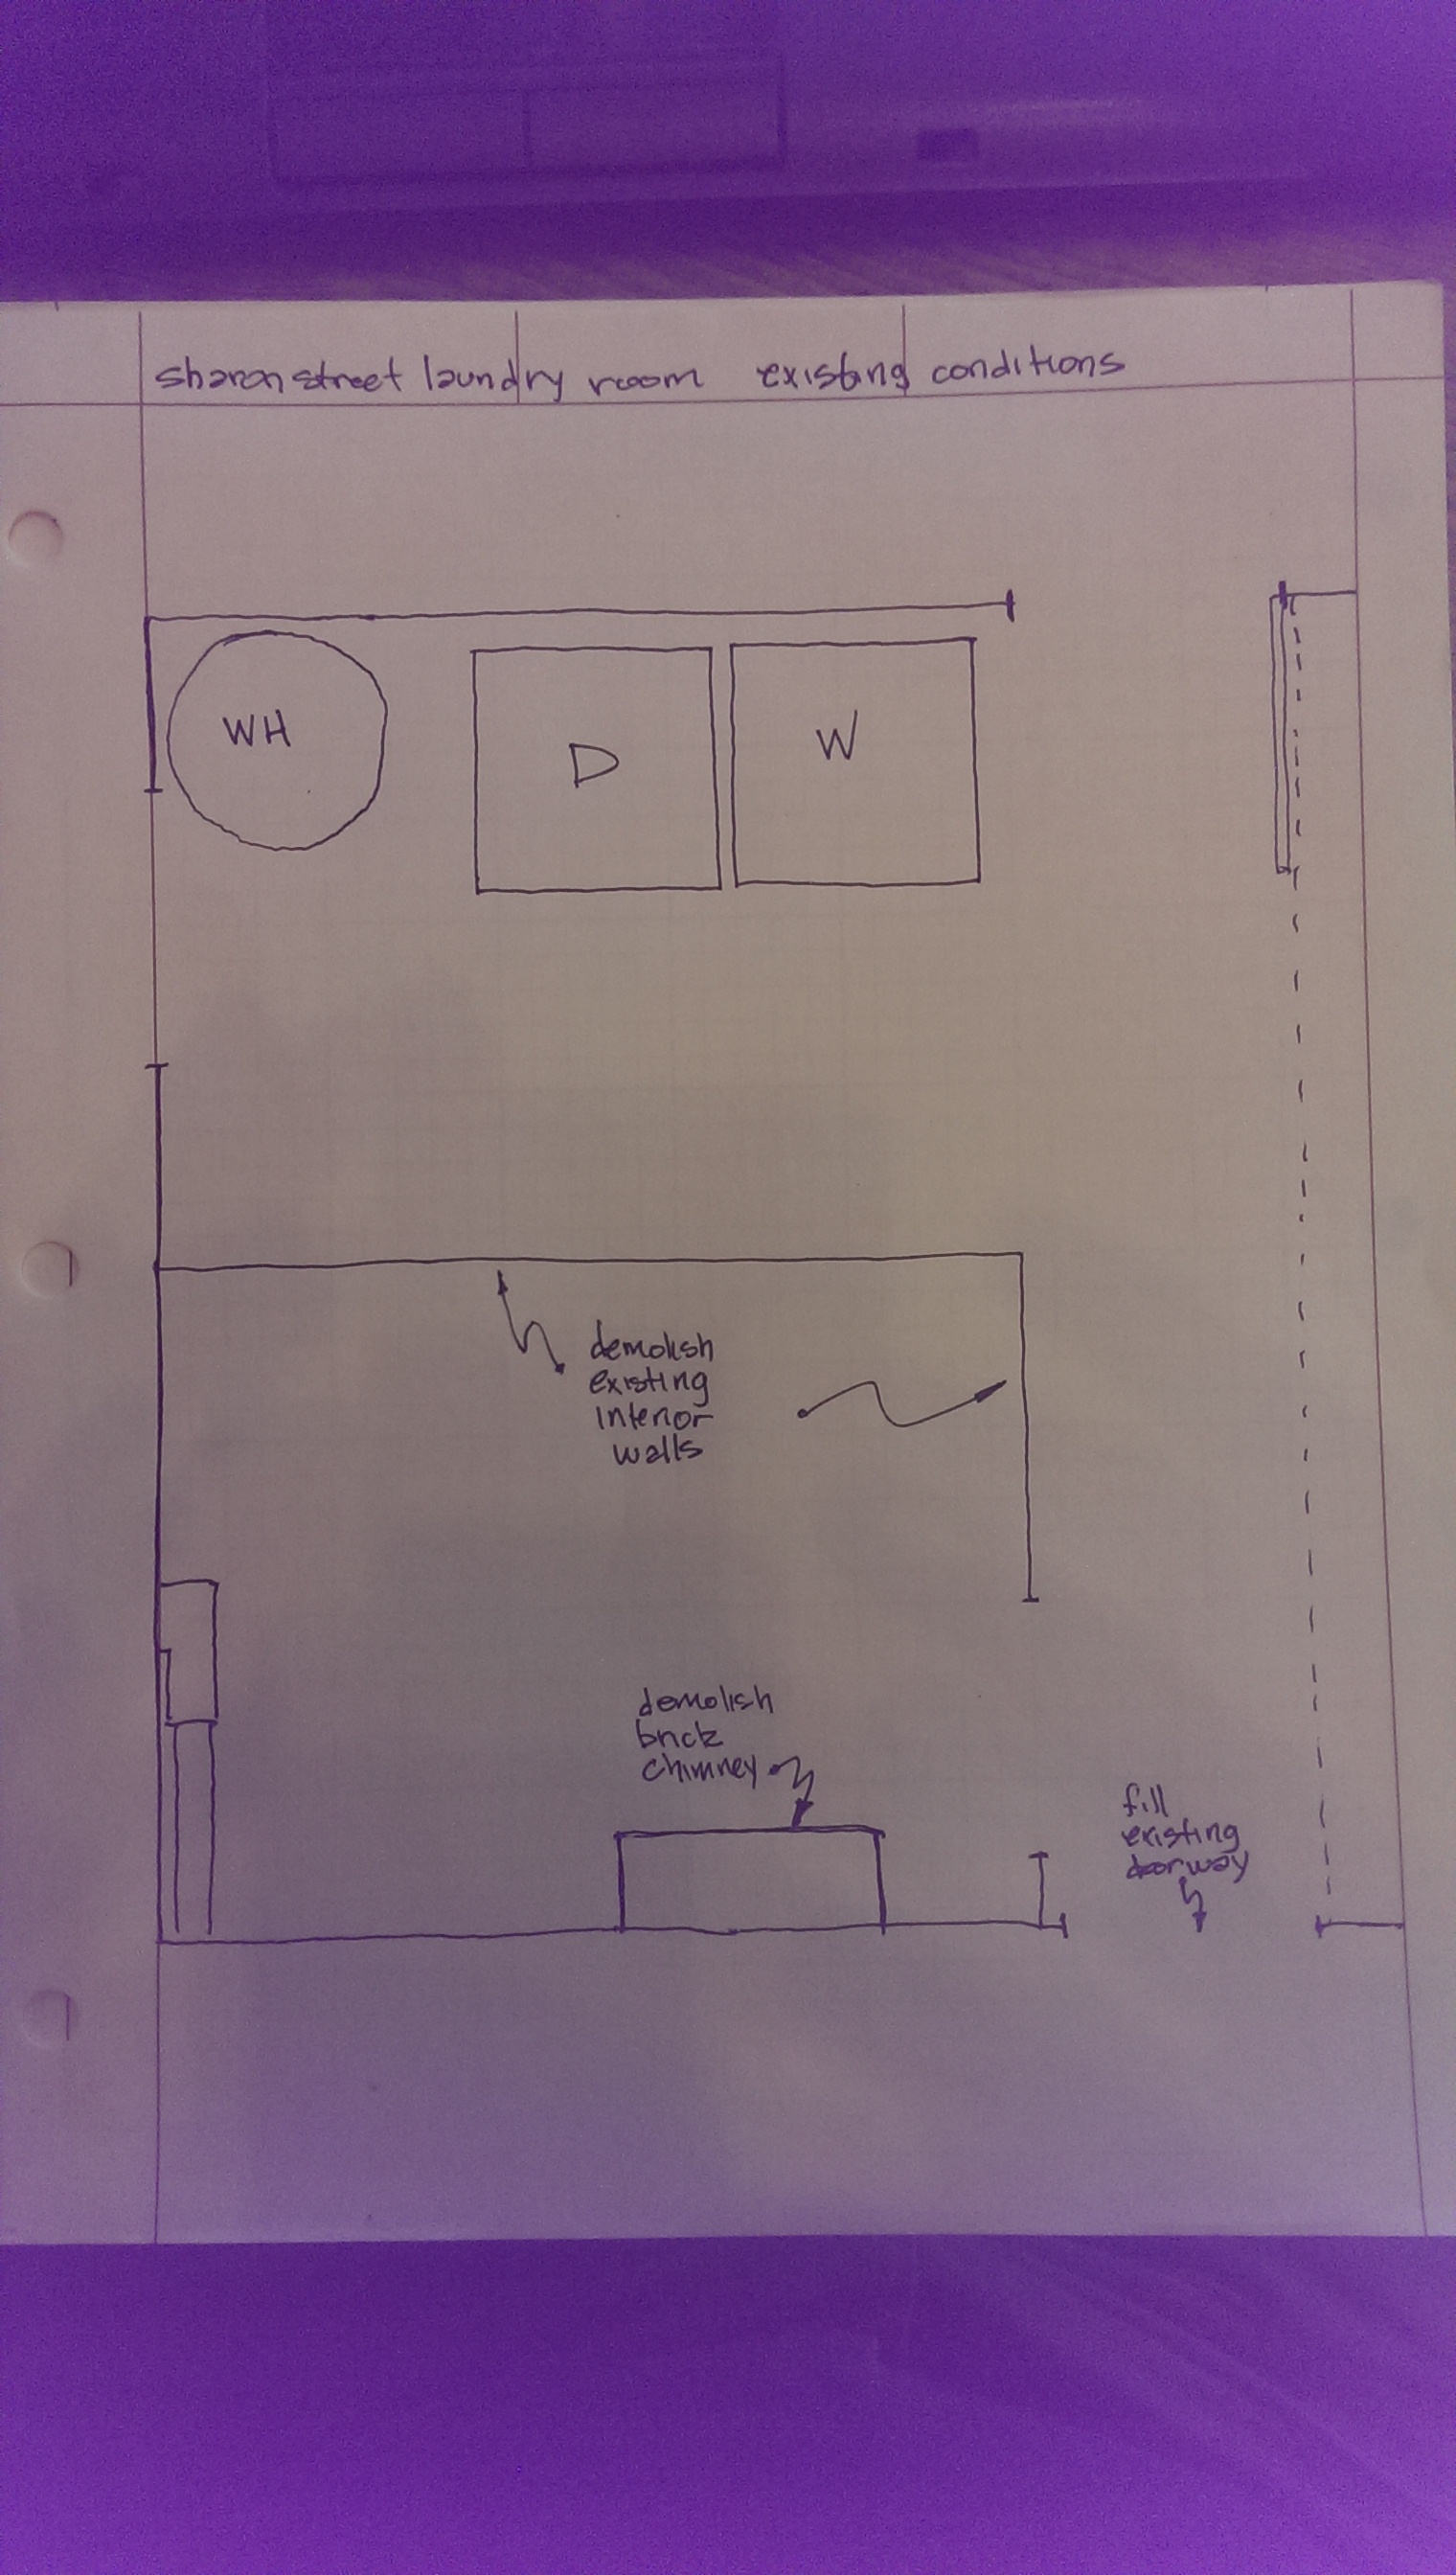 sharon street laundry room existing conditions
WH
D
W
demolish
existing
interior
walls
demolish
brick
chimney
fill
existing
doorway